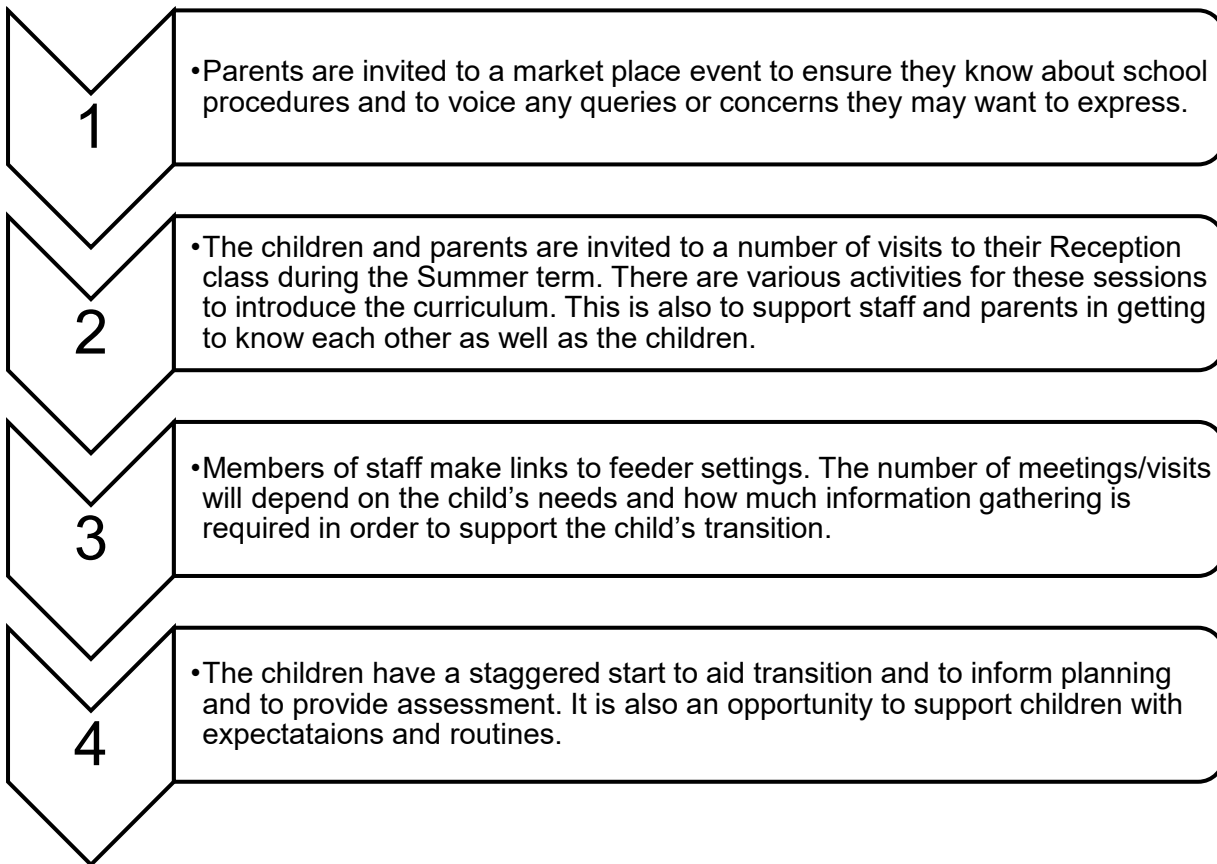 1
•Parents are invited to a market place event to ensure they know about school
procedures and to voice any queries or concerns they may want to express.
2
•The children and parents are invited to a number of visits to their Reception
class during the Summer term. There are various activities for these sessions
to introduce the curriculum. This is also to support staff and parents in getting
to know each other as well as the children.
3
•Members of staff make links to feeder settings. The number of meetings/visits
will depend on the child’s needs and how much information gathering is
required in order to support the child’s transition.
4
•The children have a staggered start to aid transition and to inform planning
and to provide assessment. It is also an opportunity to support children with
expectataions and routines.